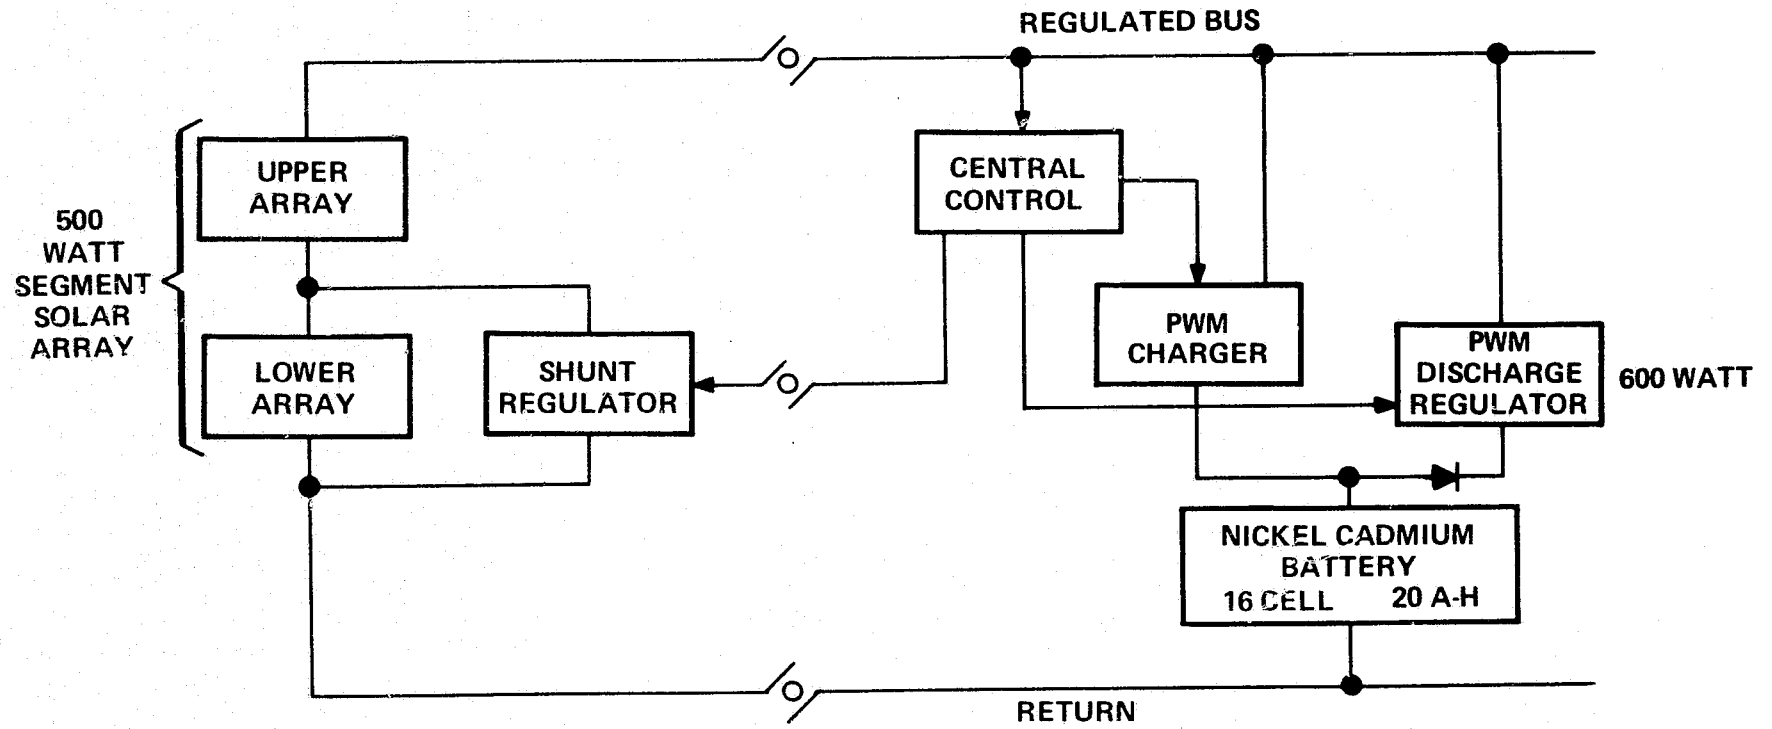 REGULATED BUS
UPPER
ARRAY
500
WATT
SEGMENT
SOLAR
ARRAY
LOWER
ARRAY
SHUNT
REGULATOR
CENTRAL
CONTROL
PWM
CHARGER
PWM
DISCHARGE
REGULATOR
600 WATT
NICKEL CADMIUM
BATTERY
16 CELL 20 A-H
RETURN